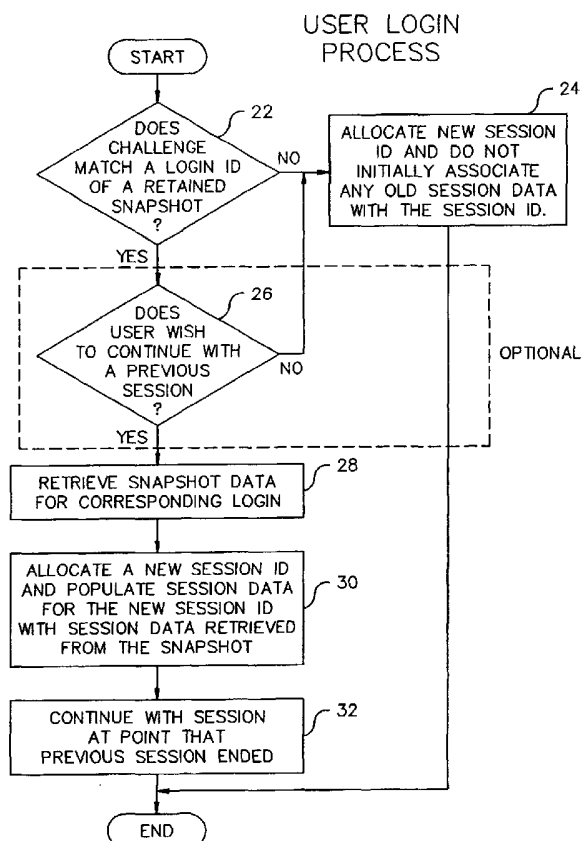 USER LOGIN
PROCESS
START
22
DOES
CHALLENGE
MATCH A LOGIN ID
OF A RETAINED
SNAPSHOT
?
NO
YES
24
ALLOCATE NEW SESSION
ID AND DO NOT
INITIALLY ASSOCIATE
ANY OLD SESSION DATA
WITH THE SESSION ID.
26
DOES
USER WISH
TO CONTINUE WITH
A PREVIOUS
SESSION
?
NO
YES
OPTIONAL
28
RETRIEVE SNAPSHOT DATA
FOR CORRESPONDING LOGIN
30
ALLOCATE A NEW SESSION ID
AND POPULATE SESSION DATA
FOR THE NEW SESSION ID
WITH SESSION DATA RETRIEVED
FROM THE SNAPSHOT
32
CONTINUE WITH SESSION
AT POINT THAT
PREVIOUS SESSION ENDED
END